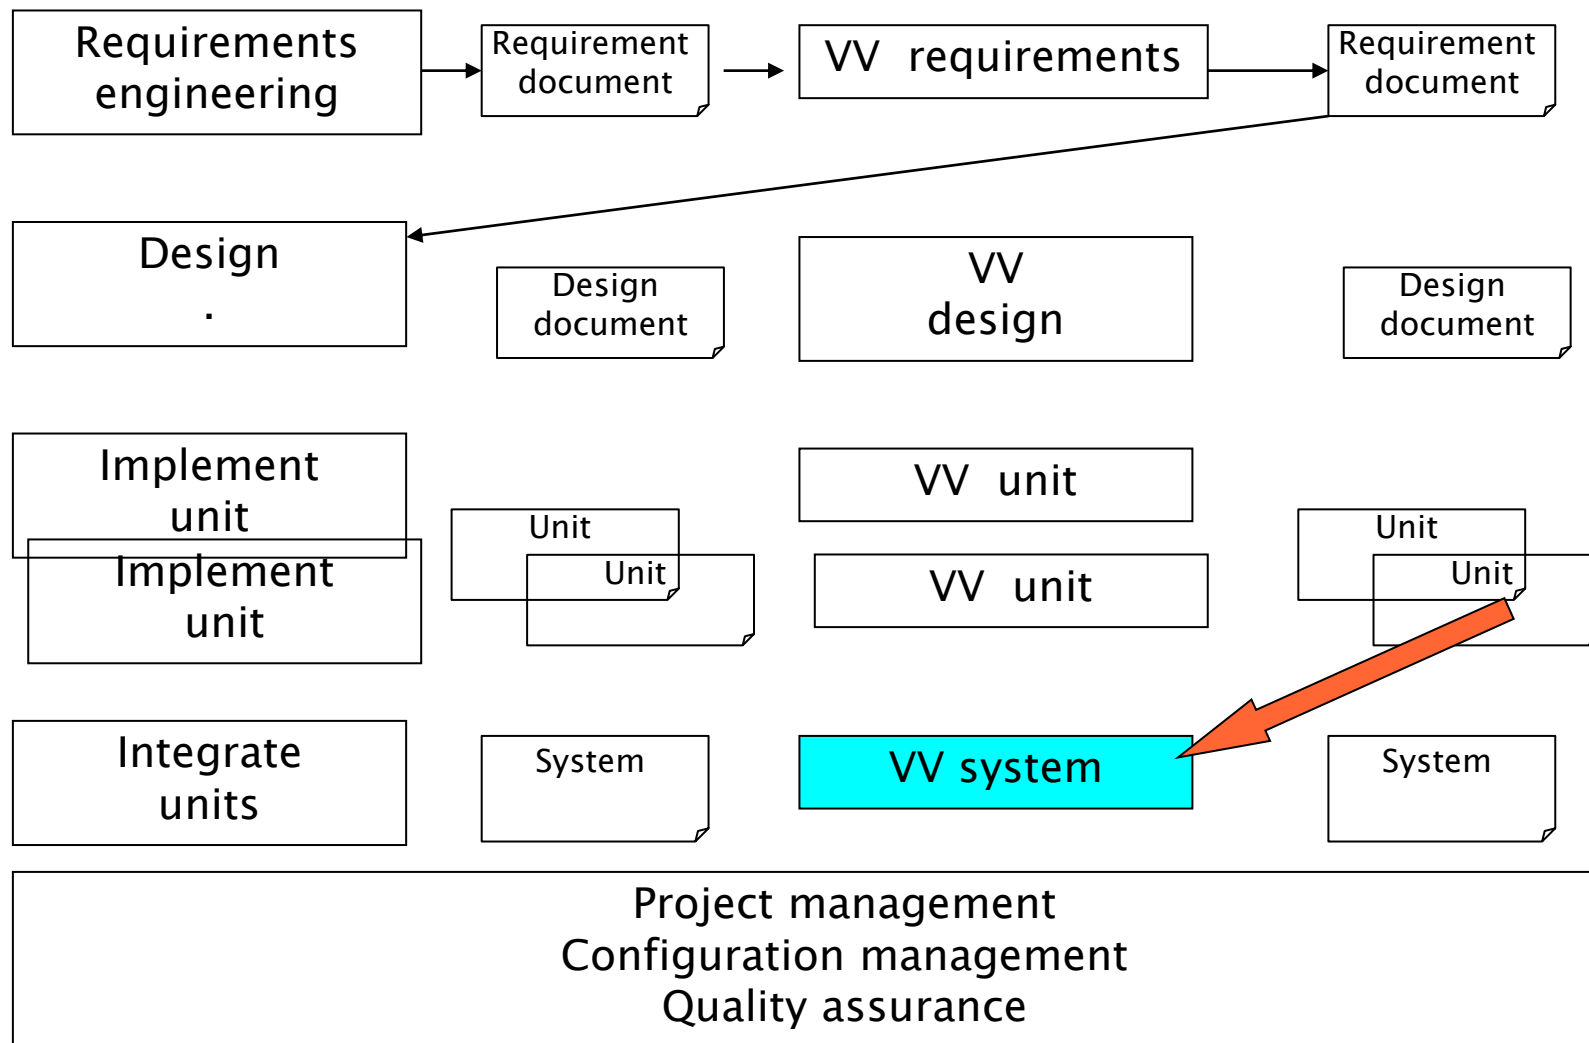 Requirements
engineering
Requirement
document
VV requirements
Requirement
document
Design
.
Design
document
VV
design
Design
document
Implement
unit
Unit
VV unit
Unit
Implement
unit
Unit
VV unit
Unit
Integrate
units
System
VV system
System
Project management
Configuration management
Quality assurance